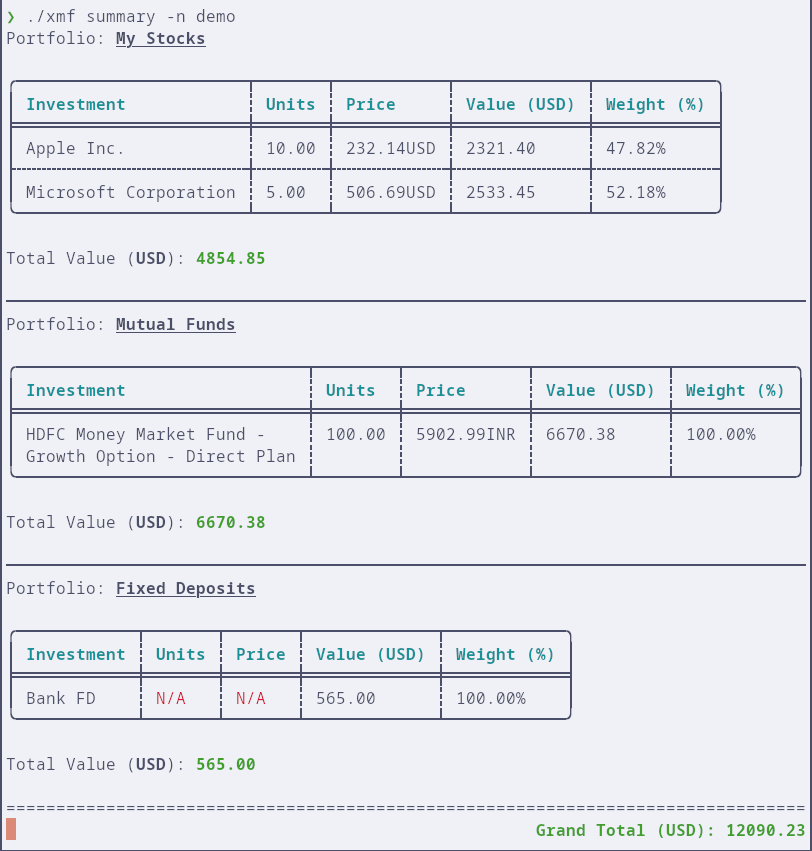 ❯ ./xmf summary -n demo
Portfolio: My Stocks
Investment Units Price Value (USD) Weight (%)
Apple Inc. 10.00 232.14USD 2321.40 47.82%
Microsoft Corporation 5.00 506.69USD 2533.45 52.18%
Total Value (USD): 4854.85
Portfolio: Mutual Funds
Investment Units Price Value (USD) Weight (%)
HDFC Money Market Fund - 100.00 5902.99INR 6670.38 100.00%
Growth Option - Direct Plan
Total Value (USD): 6670.38
Portfolio: Fixed Deposits
Investment Units Price Value (USD) Weight (%)
Bank FD N/A N/A 565.00 100.00%
Total Value (USD): 565.00
================================================================================
Grand Total (USD): 12090.23